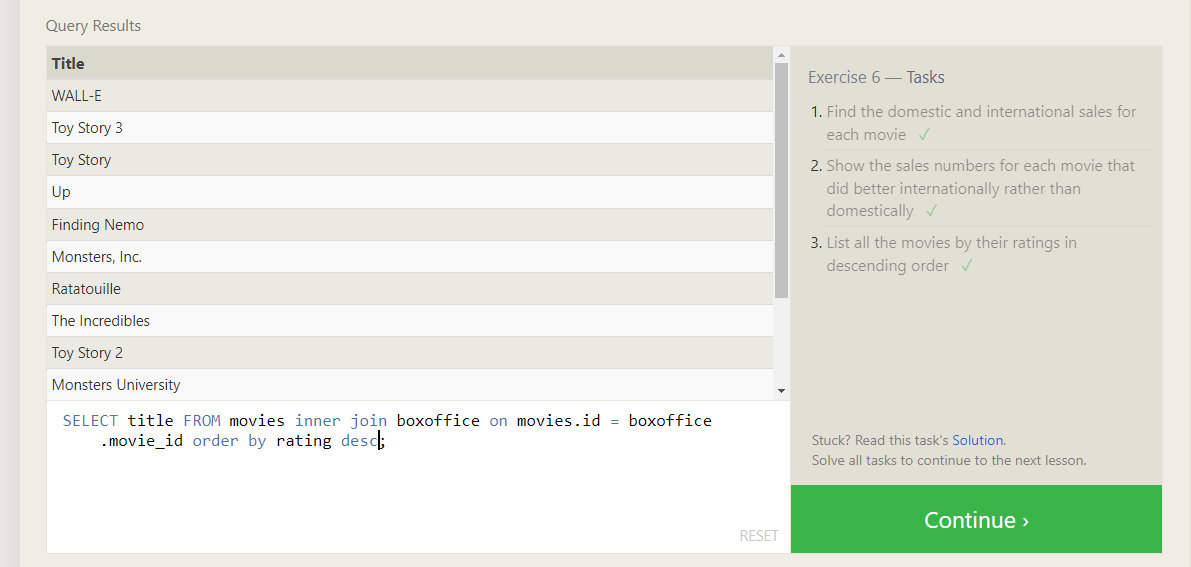 Query Results
Title
WALL-E
Toy Story 3
Toy Story
Up
Finding Nemo
Monsters, Inc.
Ratatouille
The Incredibles
Toy Story 2
Monsters University
SELECT title FROM movies inner join boxoffice on movies.id = boxoffice
.movie_id order by rating desc;
RESET
Exercise 6 — Tasks
1. Find the domestic and international sales for
each movie ✓
2. Show the sales numbers for each movie that
did better internationally rather than
domestically ✓
3. List all the movies by their ratings in
descending order ✓
Stuck? Read this task's Solution.
Solve all tasks to continue to the next lesson.
Continue ›